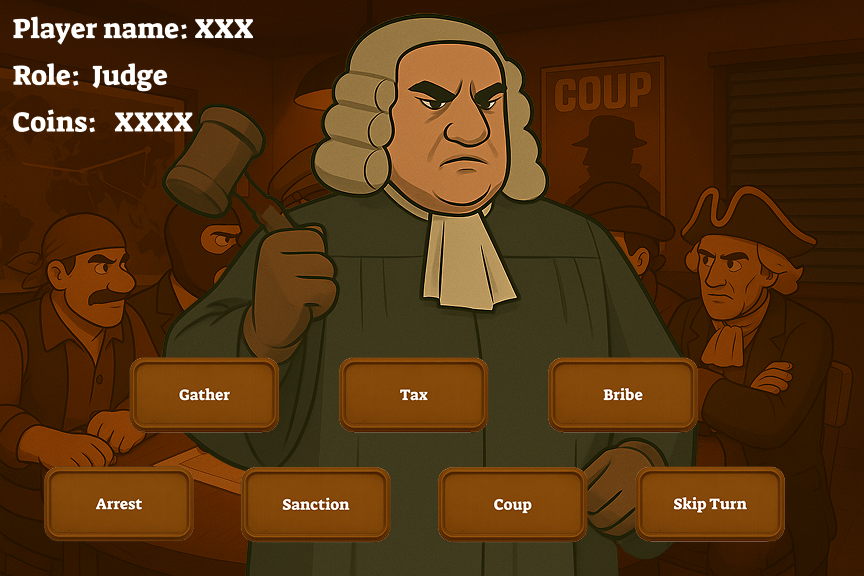 Player name: XXX
Role: Judge
Coins: XXXX
COUP
Gather
Tax
Bribe
Arrest
Sanction
Coup
Skip Turn